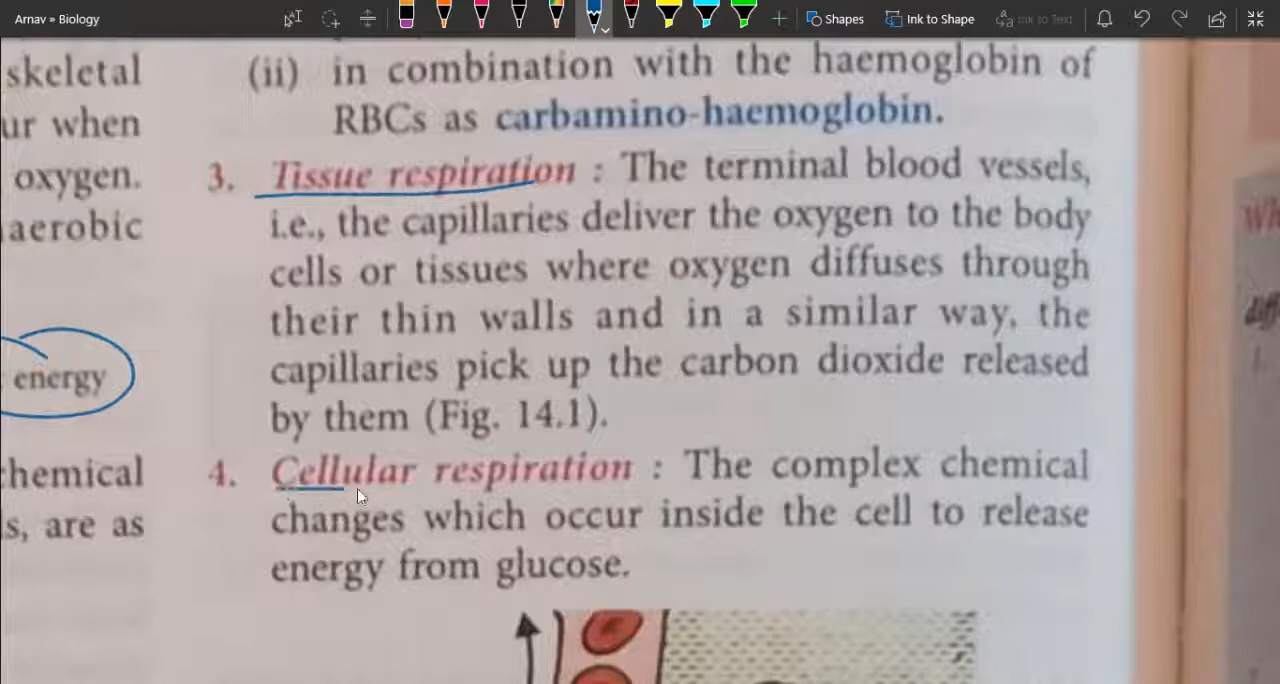 Arnav » Biology
Shapes
Ink to Shape
Ink to Text
skeletal
ur when
oxygen.
aerobic
energy
chemical
s, are as
(ii) in combination with the haemoglobin of
RBCs as carbamino-haemoglobin.
3. Tissue respiration : The terminal blood vessels,
i.e., the capillaries deliver the oxygen to the body
cells or tissues where oxygen diffuses through
their thin walls and in a similar way, the
capillaries pick up the carbon dioxide released
by them (Fig. 14.1).
4. Cellular respiration : The complex chemical
changes which occur inside the cell to release
energy from glucose.